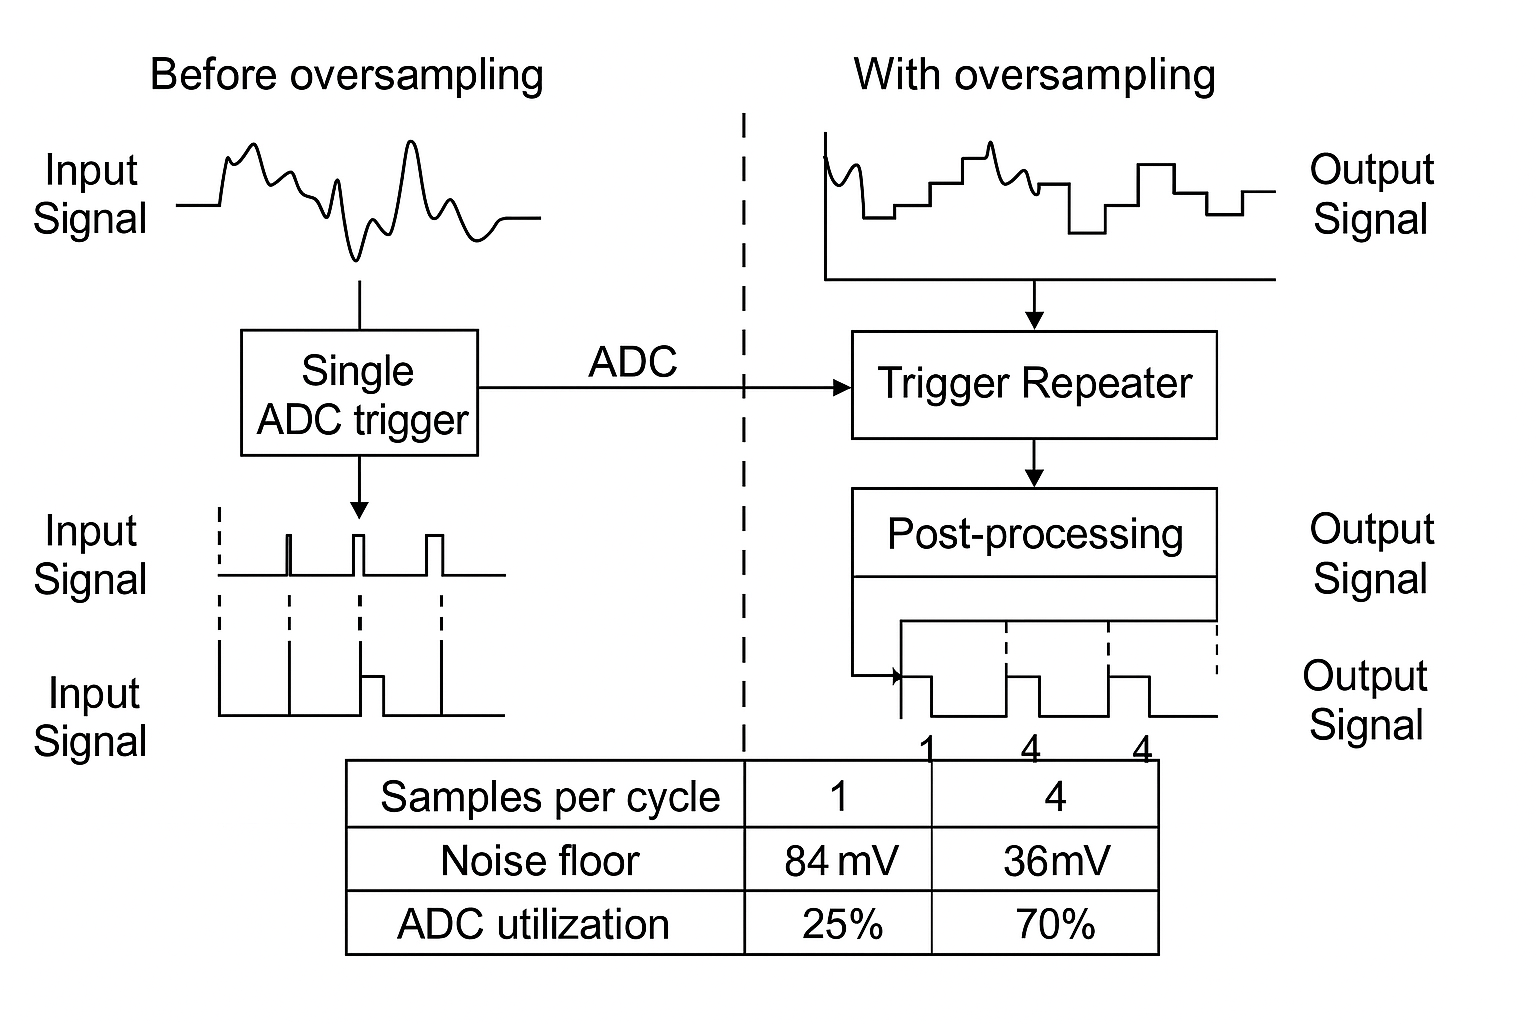 Before oversampling
With oversampling
Input
Signal
Output
Signal
Single
ADC trigger
ADC
Trigger Repeater
Input
Signal
Post-processing
Output
Signal
Input
Signal
Output
Signal
1 4 4
Samples per cycle 1 4
Noise floor 84 mV 36mV
ADC utilization 25% 70%